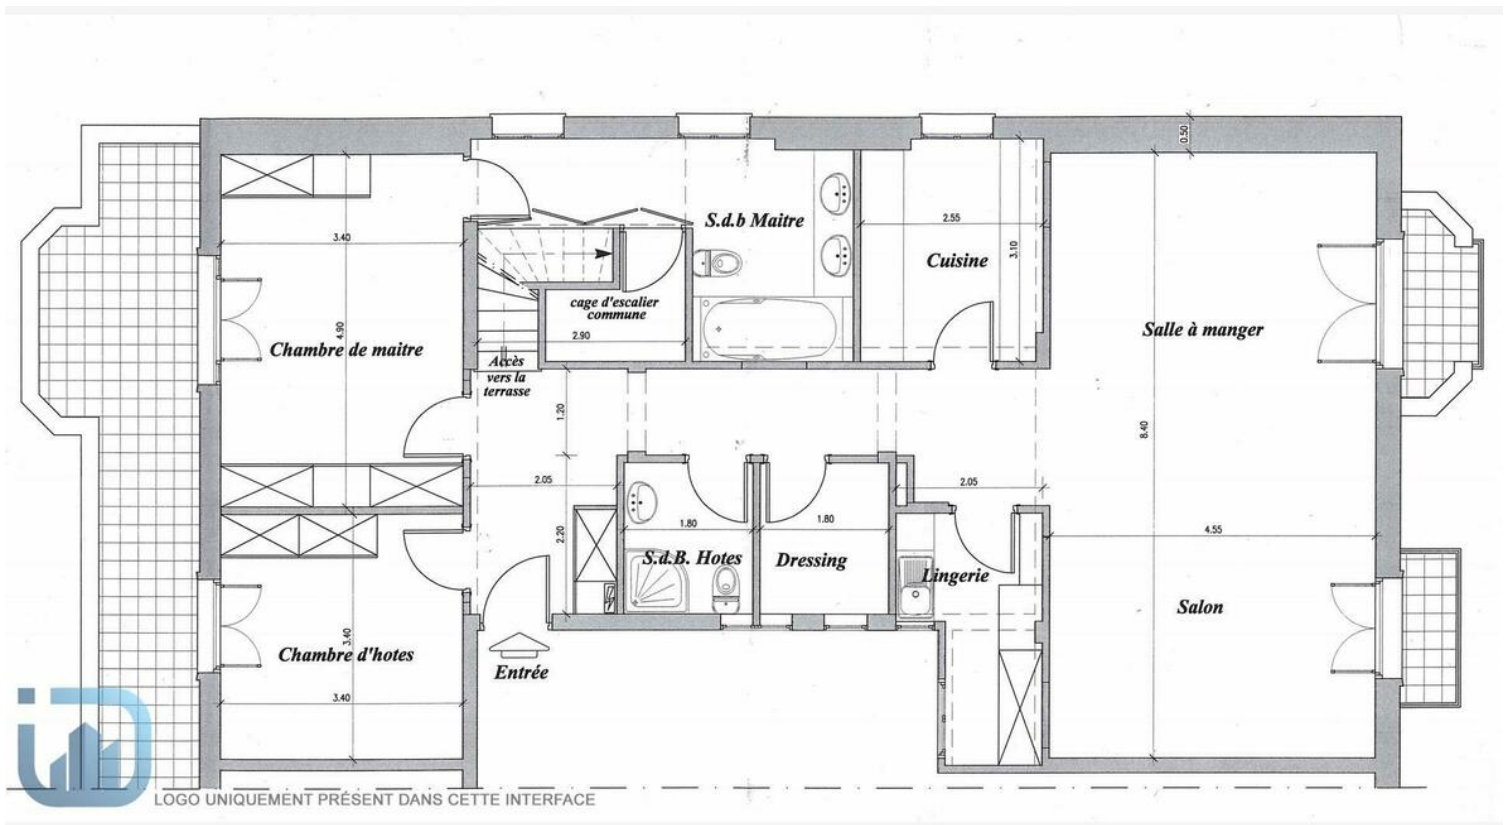 0.50
S.d.b Maitre
2.55
3.40
3.10
Cuisine
cage d'escalier
commune
Salle à manger
4.90
2.90
Chambre de maitre
Accès
vers la
terrasse
1.20
8.40
2.05
2.05
1.80
1.80
2.20
4.55
S.d.B. Hotes
Dressing
Lingerie
Salon
3.40
Chambre d'hotes
Entrée
3.40
iD
LOGO UNIQUEMENT PRÉSENT DANS CETTE INTERFACE